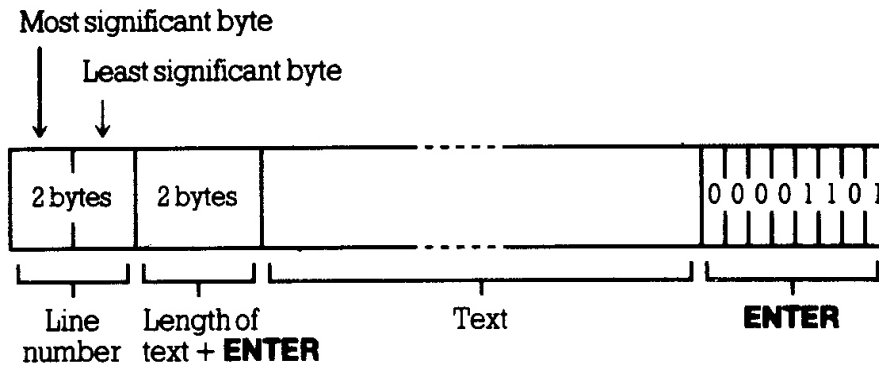 Most significant byte
Least significant byte
2 bytes 2 bytes 0 0 0 0 1 1 0 1
Line number
Length of text + ENTER
Text
ENTER